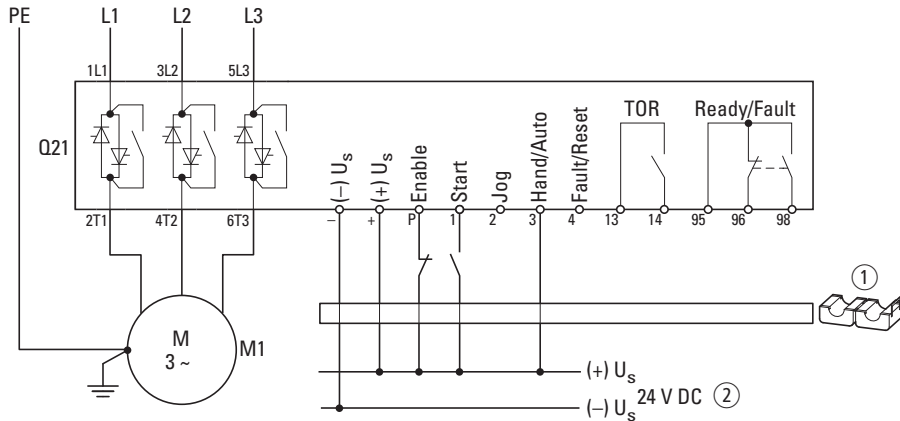 PE L1 L2 L3
1L1 3L2 5L3
Q21
(–) Us
(+) Us
Enable
Start
Jog
Hand/Auto
Fault/Reset
TOR
Ready/Fault
– + P 1 2 3 4 13 14 95 96 98
2T1 4T2 6T3
1
M
3 ~
M1
(+) Us
(–) Us 24 V DC 2